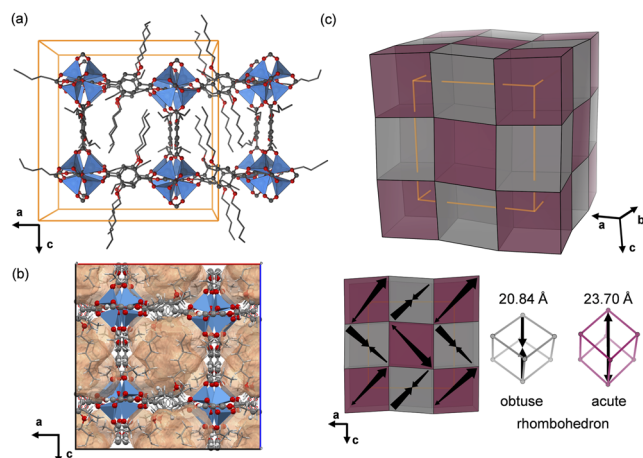 (a)
a
c
(b)
a
c
(c)
a
b
c
20.84 Å
23.70 Å
obtuse
acute
rhombohedron
a
c